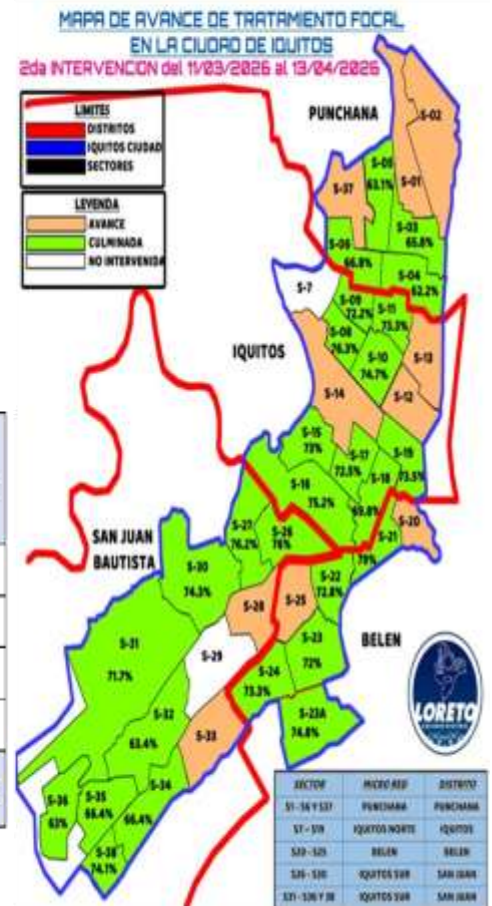 MAPA DE AVANCE DE TRATAMIENTO FOCAL
EN LA CIUDAD DE IQUITOS
2da INTERVENCION del 11/03/2026 al 13/04/2026
LIMITES
DISTRITOS
IQUITOS CIUDAD
SECTORES
LEYENDA
AVANCE
CULMINADA
NO INTERVENIDA
PUNCHANA
S-02
S-05
63.1%
S-01
S-37
S-03
65.8%
S-06
66.8%
S-04
62.2%
S-7
S-09
72.2%
S-11
73.3%
S-08
76.3%
IQUITOS
S-10
74.7%
S-13
S-14
S-12
S-15
73%
S-17
72.5%
S-19
73.5%
S-16
75.2%
S-18
69.8%
S-20
S-21
79%
S-27
76.2%
S-26
76%
SAN JUAN
BAUTISTA
S-30
74.3%
S-22
72.8%
S-28
S-25
BELEN
S-31
71.7%
S-29
S-23
72%
S-24
73.3%
S-32
63.4%
S-23A
74.8%
S-33
LORETO
S-36
63%
S-35
66.4%
S-34
66.4%
S-38
74.1%
SECTOR MICRO RED DISTRITO
S1 - S6 Y S37 PUNCHANA PUNCHANA
S7 - S19 IQUITOS NORTE IQUITOS
S20 - S25 BELEN BELEN
S26 - S30 IQUITOS SUR SAN JUAN
S31 - S36 Y 38 IQUITOS SUR SAN JUAN